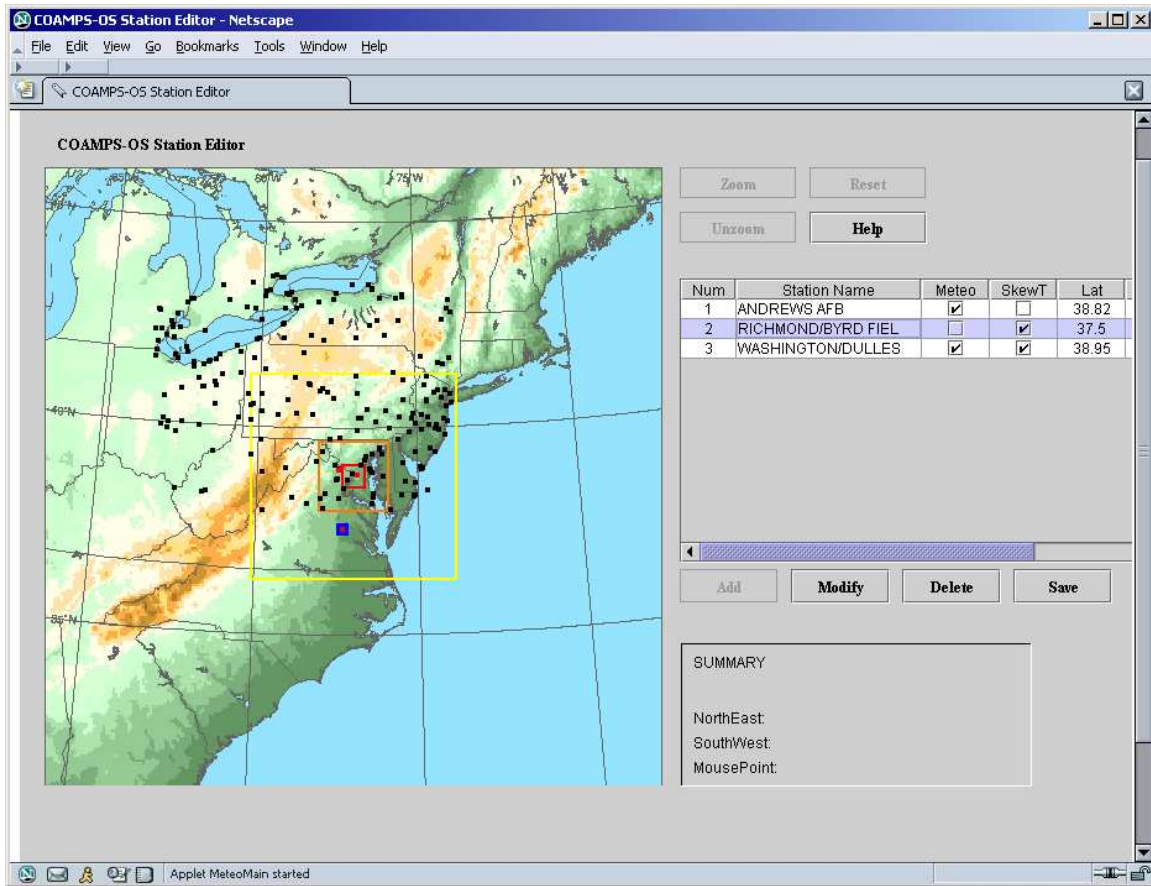 COAMPS-OS Station Editor - Netscape
File Edit View Go Bookmarks Tools Window Help
COAMPS-OS Station Editor
COAMPS-OS Station Editor
75°W
35°N
Zoom Reset
Unzoom Help
Num Station Name Meteo SkewT Lat
1 ANDREWS AFB 38.82
2 RICHMOND/BYRD FIEL 37.5
3 WASHINGTON/DULLES 38.95
Add Modify Delete Save
SUMMARY
NorthEast:
SouthWest:
MousePoint:
Applet MeteoMain started